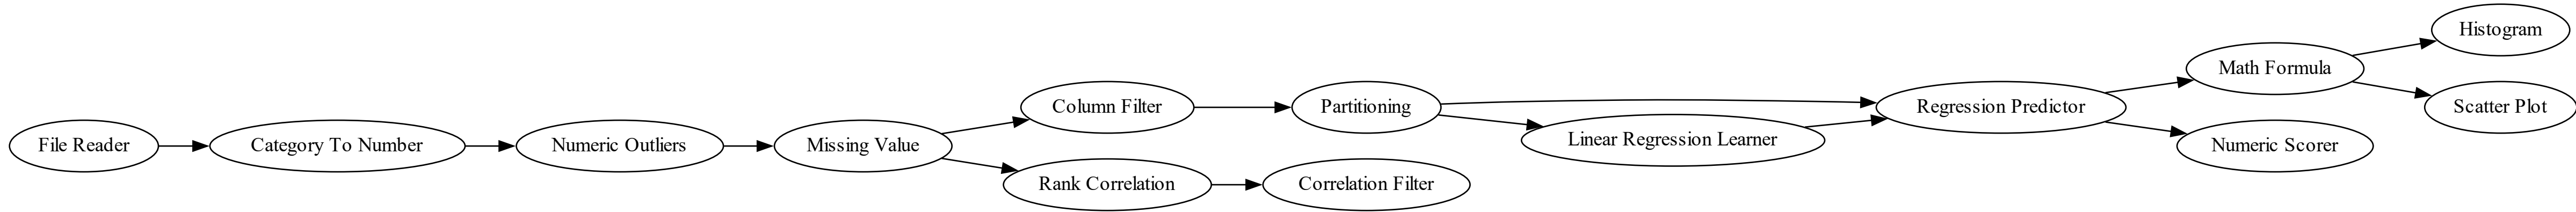 File Reader
Category To Number
Numeric Outliers
Missing Value
Column Filter
Rank Correlation
Partitioning
Correlation Filter
Linear Regression Learner
Regression Predictor
Math Formula
Numeric Scorer
Histogram
Scatter Plot